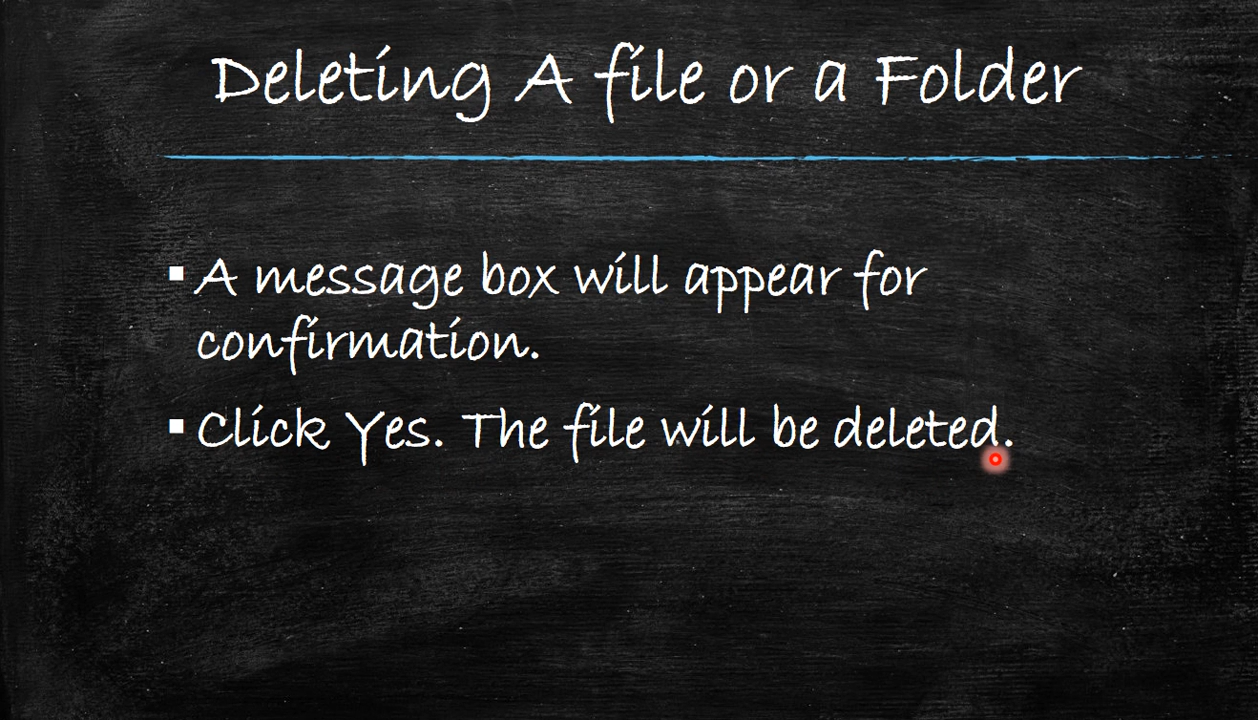 Deleting A file or a Folder
▪ A message box will appear for
confirmation.
▪ Click Yes. The file will be deleted.